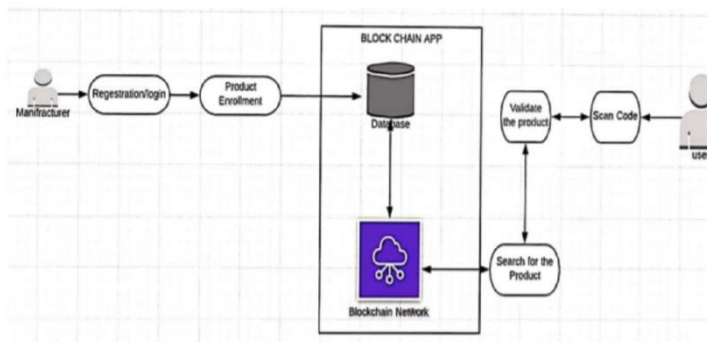 BLOCK CHAIN APP
Manifracturer
Regestration/login
Product
Enrollment
Database
Validate
the product
Scan Code
user
Search for the
Product
Blockchain Network